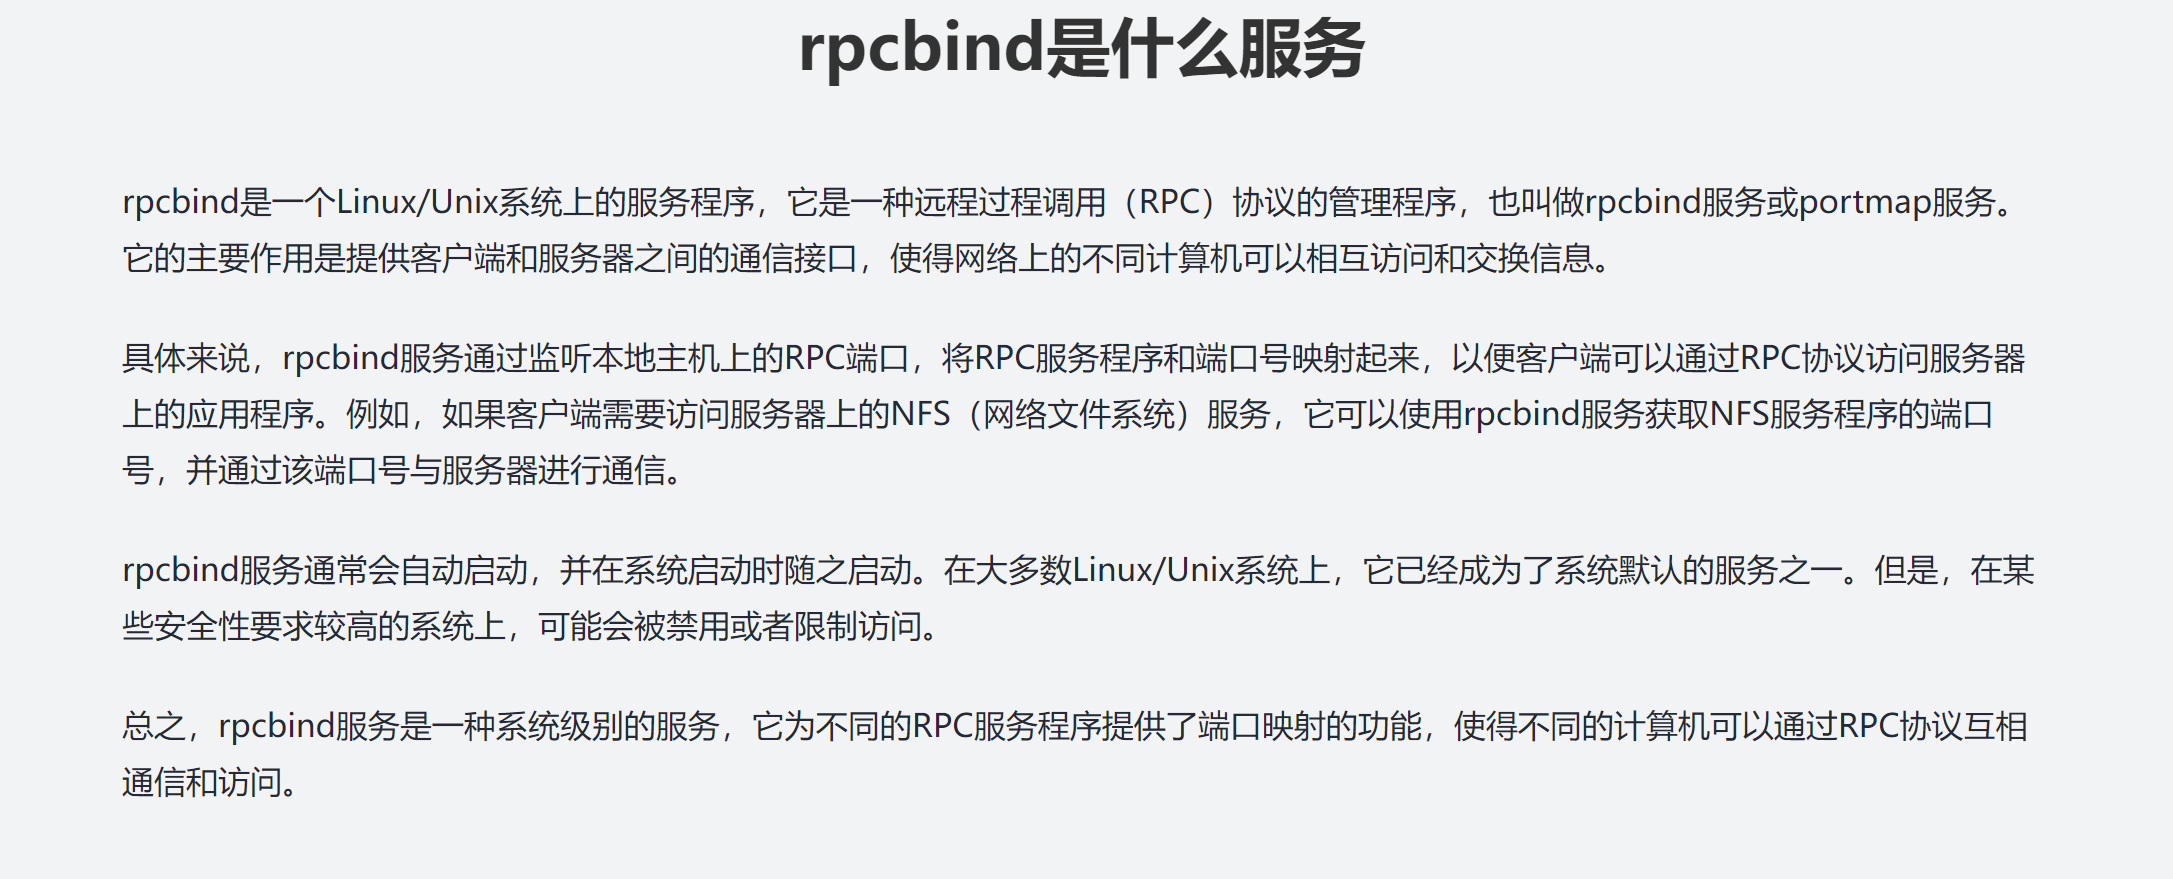 rpcbind是什么服务
rpcbind是一个Linux/Unix系统上的服务程序，它是一种远程过程调用（RPC）协议的管理程序，也叫做rpcbind服务或portmap服务。
它的主要作用是提供客户端和服务器之间的通信接口，使得网络上的不同计算机可以相互访问和交换信息。
具体来说，rpcbind服务通过监听本地主机上的RPC端口，将RPC服务程序和端口号映射起来，以便客户端可以通过RPC协议访问服务器
上的应用程序。例如，如果客户端需要访问服务器上的NFS（网络文件系统）服务，它可以使用rpcbind服务获取NFS服务程序的端口
号，并通过该端口号与服务器进行通信。
rpcbind服务通常会自动启动，并在系统启动时随之启动。在大多数Linux/Unix系统上，它已经成为了系统默认的服务之一。但是，在某
些安全性要求较高的系统上，可能会被禁用或者限制访问。
总之，rpcbind服务是一种系统级别的服务，它为不同的RPC服务程序提供了端口映射的功能，使得不同的计算机可以通过RPC协议互相
通信和访问。